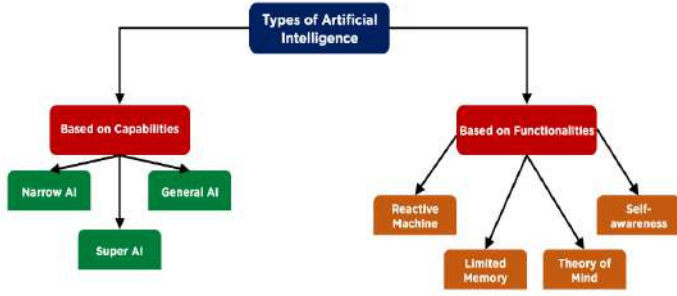 Types of Artificial
Intelligence
Based on Capabilities
Based on Functionalities
Narrow AI
General AI
Super AI
Reactive
Machine
Self-
awareness
Limited
Memory
Theory of
Mind